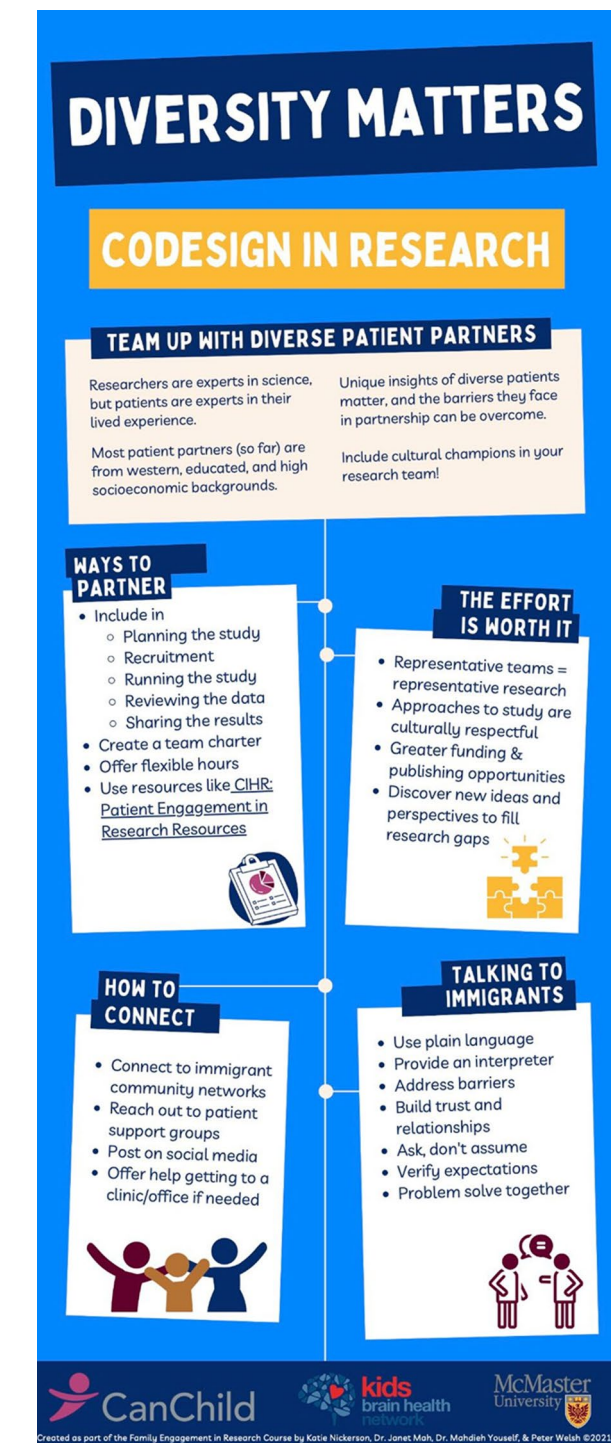 DIVERSITY MATTERS
CODESIGN IN RESEARCH
TEAM UP WITH DIVERSE PATIENT PARTNERS
Researchers are experts in science,
but patients are experts in their
lived experience.
Most patient partners (so far) are
from western, educated, and high
socioeconomic backgrounds.
Unique insights of diverse patients
matter, and the barriers they face
in partnership can be overcome.
Include cultural champions in your
research team!
WAYS TO
PARTNER
• Include in
○ Planning the study
○ Recruitment
○ Running the study
○ Reviewing the data
○ Sharing the results
• Create a team charter
• Offer flexible hours
• Use resources like CIHR:
Patient Engagement in
Research Resources
THE EFFORT
IS WORTH IT
• Representative teams =
representative research
• Approaches to study are
culturally respectful
• Greater funding &
publishing opportunities
• Discover new ideas and
perspectives to fill
research gaps
HOW TO
CONNECT
• Connect to immigrant
community networks
• Reach out to patient
support groups
• Post on social media
• Offer help getting to a
clinic/office if needed
TALKING TO
IMMIGRANTS
• Use plain language
• Provide an interpreter
• Address barriers
• Build trust and
relationships
• Ask, don't assume
• Verify expectations
• Problem solve together
CanChild
kids
brain health
network
McMaster
University
Created as part of the Family Engagement in Research Course by Katie Nickerson, Dr. Janet Mah, Dr. Mahdieh Youself, & Peter Welsh ©2021